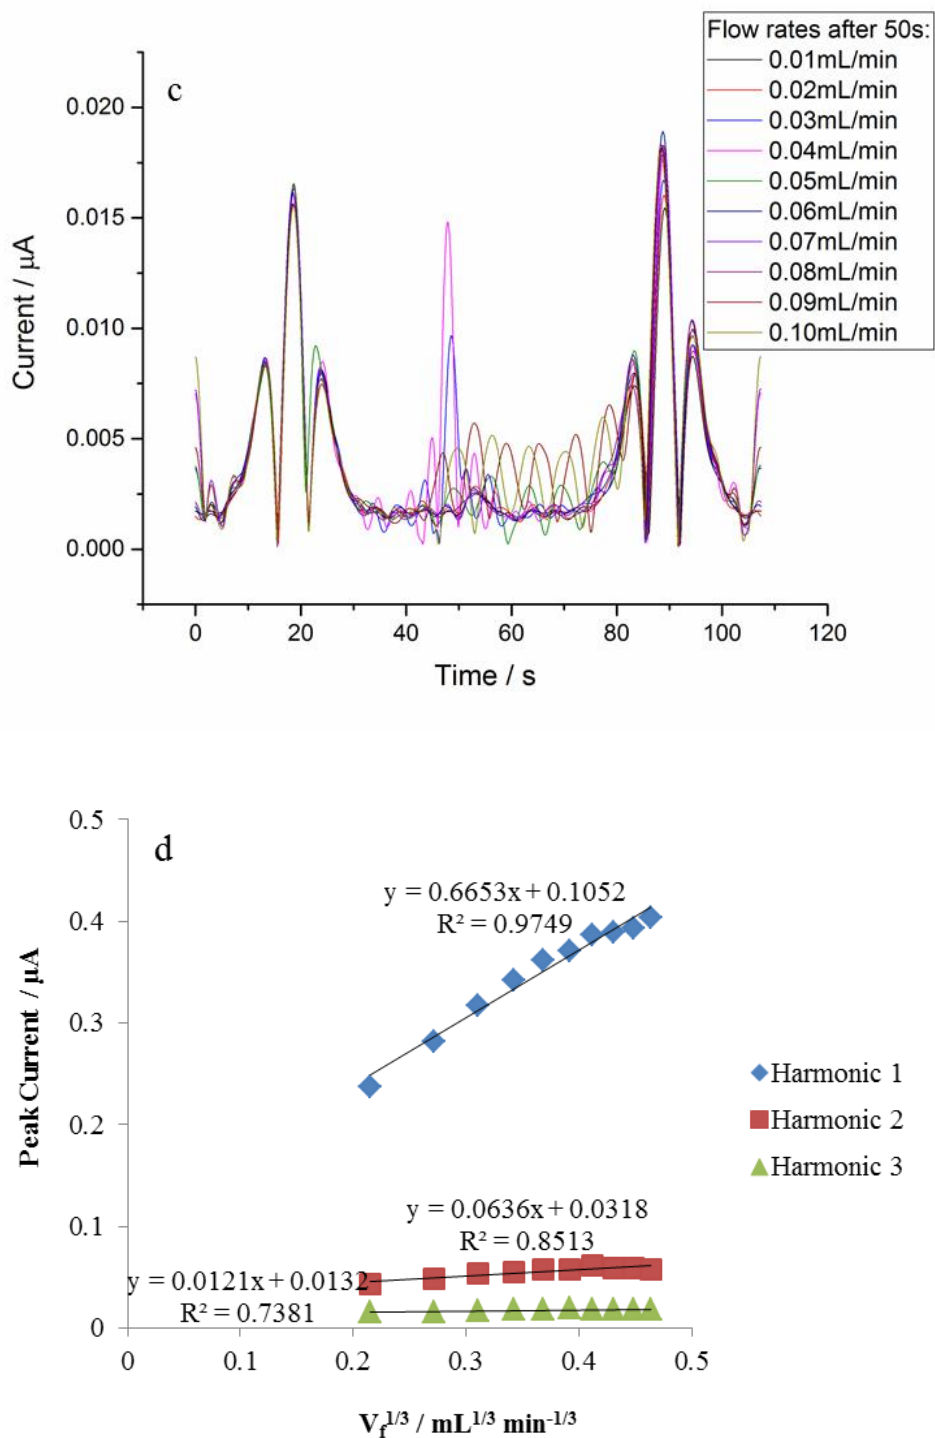 c
Flow rates after 50s:
0.01mL/min
0.02mL/min
0.03mL/min
0.04mL/min
0.05mL/min
0.06mL/min
0.07mL/min
0.08mL/min
0.09mL/min
0.10mL/min
Current / µA
0.020
0.015
0.010
0.005
0.000
0 20 40 60 80 100 120
Time / s
d
Peak Current / µA
0.5
0.4
0.3
0.2
0.1
0
y = 0.6653x + 0.1052
R² = 0.9749
y = 0.0636x + 0.0318
R² = 0.8513
y = 0.0121x + 0.0132
R² = 0.7381
Harmonic 1
Harmonic 2
Harmonic 3
0 0.1 0.2 0.3 0.4 0.5
V_f^1/3 / mL^1/3 min^-1/3